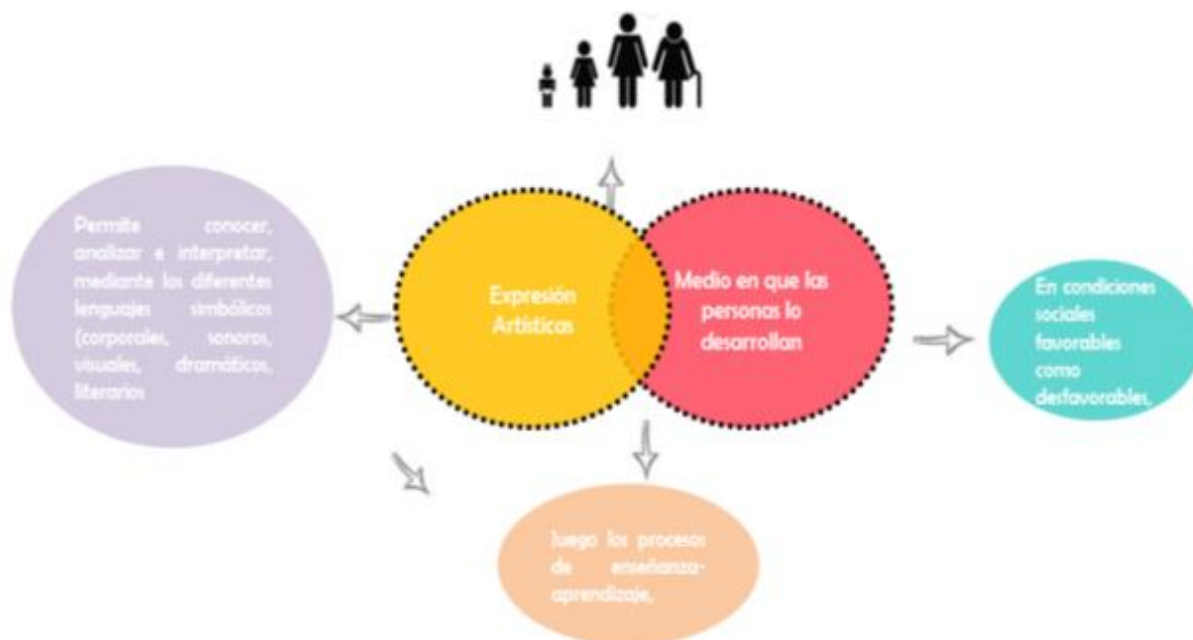 Permite conocer,
analizar e interpretar,
mediante los diferentes
lenguajes simbólicos
(corporales, sonoros,
visuales, dramáticos,
literarios
Expresión
Artísticas
Medio en que las
personas lo
desarrollan
En condiciones
sociales
favorables
como
desfavorables,
luego los procesos
de enseñanza-
aprendizaje,